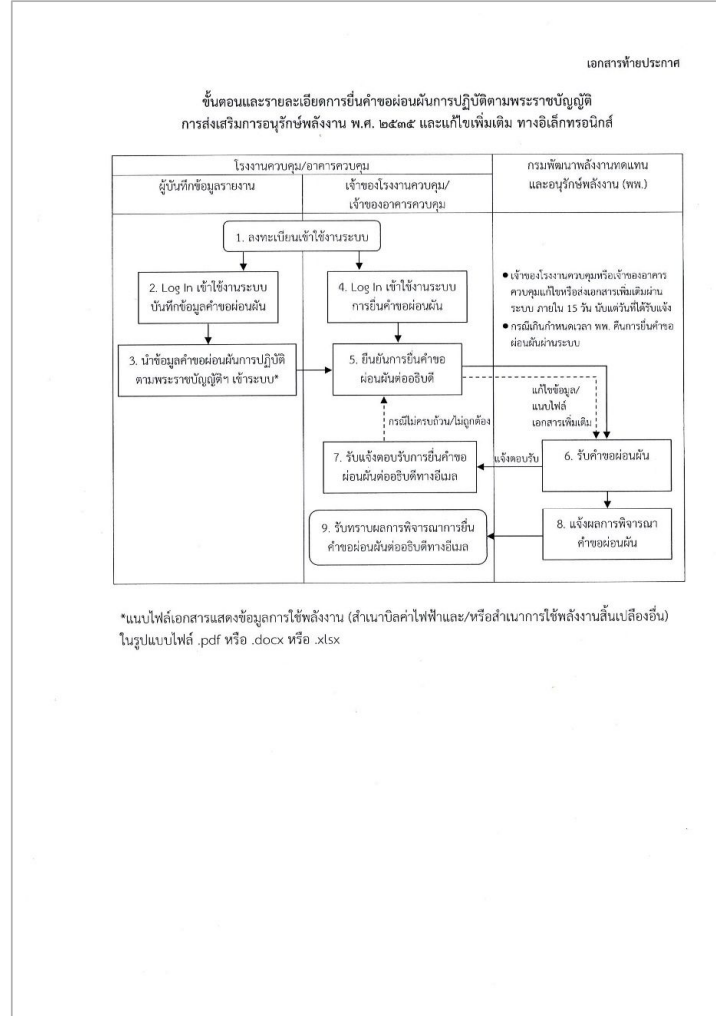 เอกสารท้ายประกาศ
ขั้นตอนและรายละเอียดการยื่นคำขอผ่อนผันการปฏิบัติตามพระราชบัญญัติ
การส่งเสริมการอนุรักษ์พลังงาน พ.ศ. ๒๕๓๕ และแก้ไขเพิ่มเติม ทางอิเล็กทรอนิกส์
โรงงานควบคุม/อาคารควบคุม
ผู้บันทึกข้อมูลรายงาน
เจ้าของโรงงานควบคุม/
เจ้าของอาคารควบคุม
กรมพัฒนาพลังงานทดแทน
และอนุรักษ์พลังงาน (พพ.)
1. ลงทะเบียนเข้าใช้งานระบบ
2. Log In เข้าใช้งานระบบ
บันทึกข้อมูลคำขอผ่อนผัน
4. Log In เข้าใช้งานระบบ
การยื่นคำขอผ่อนผัน
● เจ้าของโรงงานควบคุมหรือเจ้าของอาคาร
ควบคุมแก้ไขหรือส่งเอกสารเพิ่มเติมผ่าน
ระบบ ภายใน 15 วัน นับแต่วันที่ได้รับแจ้ง
● กรณีเกินกำหนดเวลา พพ. คืนการยื่นคำขอ
ผ่อนผันผ่านระบบ
3. นำข้อมูลคำขอผ่อนผันการปฏิบัติ
ตามพระราชบัญญัติฯ เข้าระบบ*
5. ยืนยันการยื่นคำขอ
ผ่อนผันต่ออธิบดี
แก้ไขข้อมูล/
แนบไฟล์
เอกสารเพิ่มเติม
กรณีไม่ครบถ้วน/ไม่ถูกต้อง
7. รับแจ้งตอบรับการยื่นคำขอ
ผ่อนผันต่ออธิบดีทางอีเมล
แจ้งตอบรับ
6. รับคำขอผ่อนผัน
9. รับทราบผลการพิจารณาการยื่น
คำขอผ่อนผันต่ออธิบดีทางอีเมล
8. แจ้งผลการพิจารณา
คำขอผ่อนผัน
*แนบไฟล์เอกสารแสดงข้อมูลการใช้พลังงาน (สำเนาบิลค่าไฟฟ้าและ/หรือสำเนาการใช้พลังงานสิ้นเปลืองอื่น)
ในรูปแบบไฟล์ .pdf หรือ .docx หรือ .xlsx